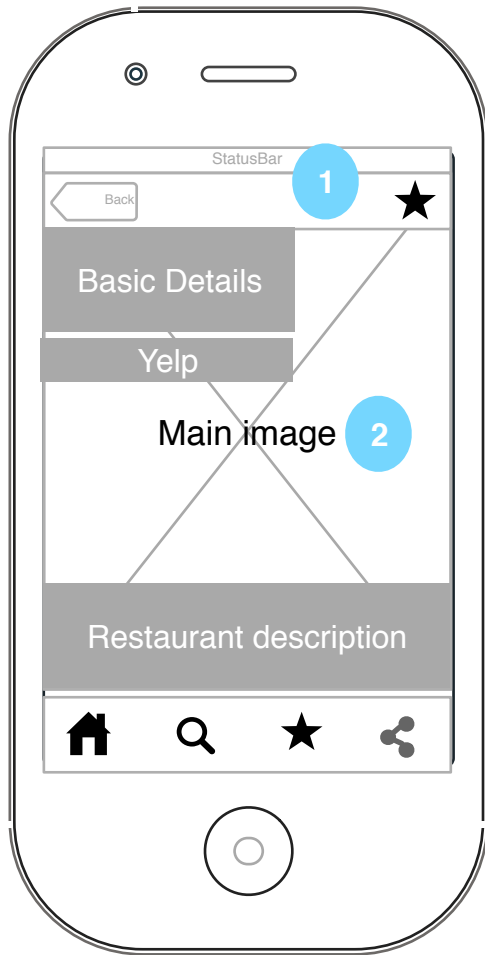 StatusBar
1
Back
Basic Details
Yelp
Main image
2
Restaurant description